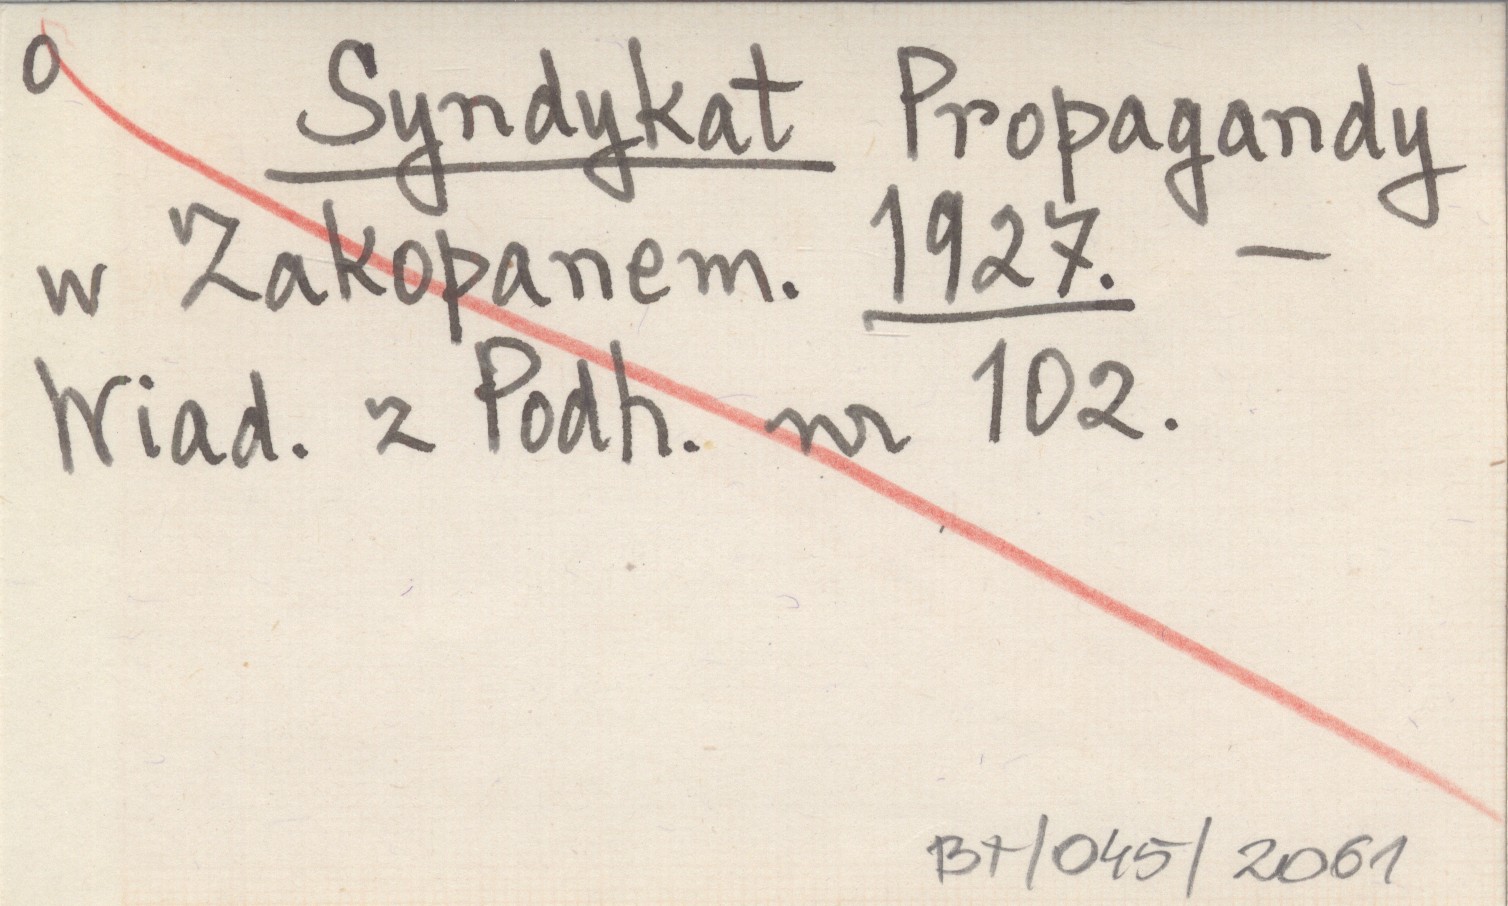 O Syndykat Propagandy
w Zakopanem. 1927. —
Wiad. z Podh. nr 102.
BT/045/2061